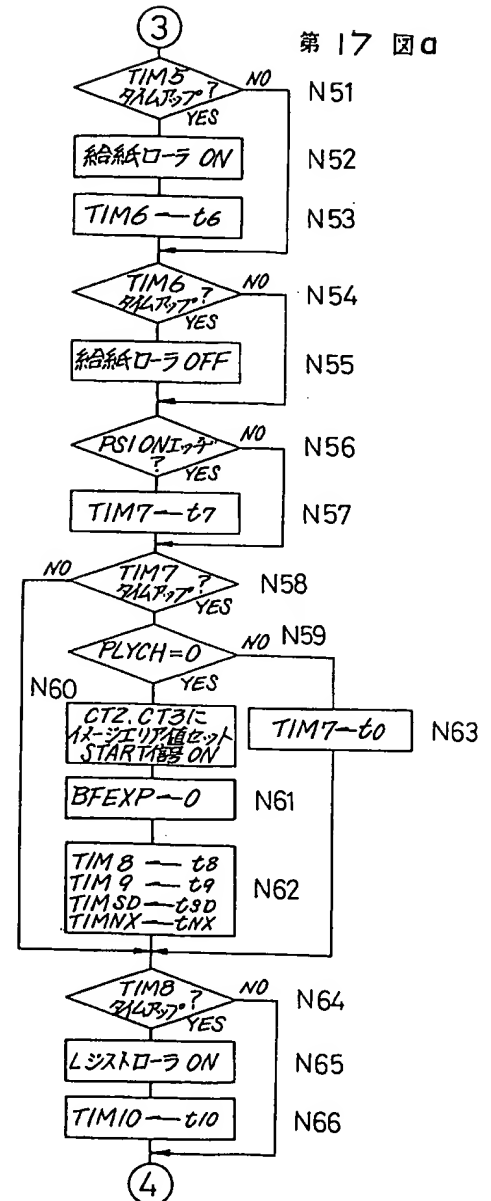 ③
第17図a
TIM5
タイムアップ?
NO
N51
YES
給紙ローラ ON
N52
TIM6 — t6
N53
TIM6
タイムアップ?
NO
N54
YES
給紙ローラ OFF
N55
PS1 ONエッヂ
?
NO
N56
YES
TIM7 — t7
N57
NO
TIM7
タイムアップ?
N58
YES
PLYCH=0
NO
N59
YES
N60
CT2. CT3に
イメージエリア値セット
START信号 ON
TIM7 — t0
N63
BFEXP — 0
N61
TIM8 — t8
TIM9 — t9
TIMSD — tSD
TIMNX — tNX
N62
TIM8
タイムアップ?
NO
N64
YES
レジストローラ ON
N65
TIM10 — t10
N66
④